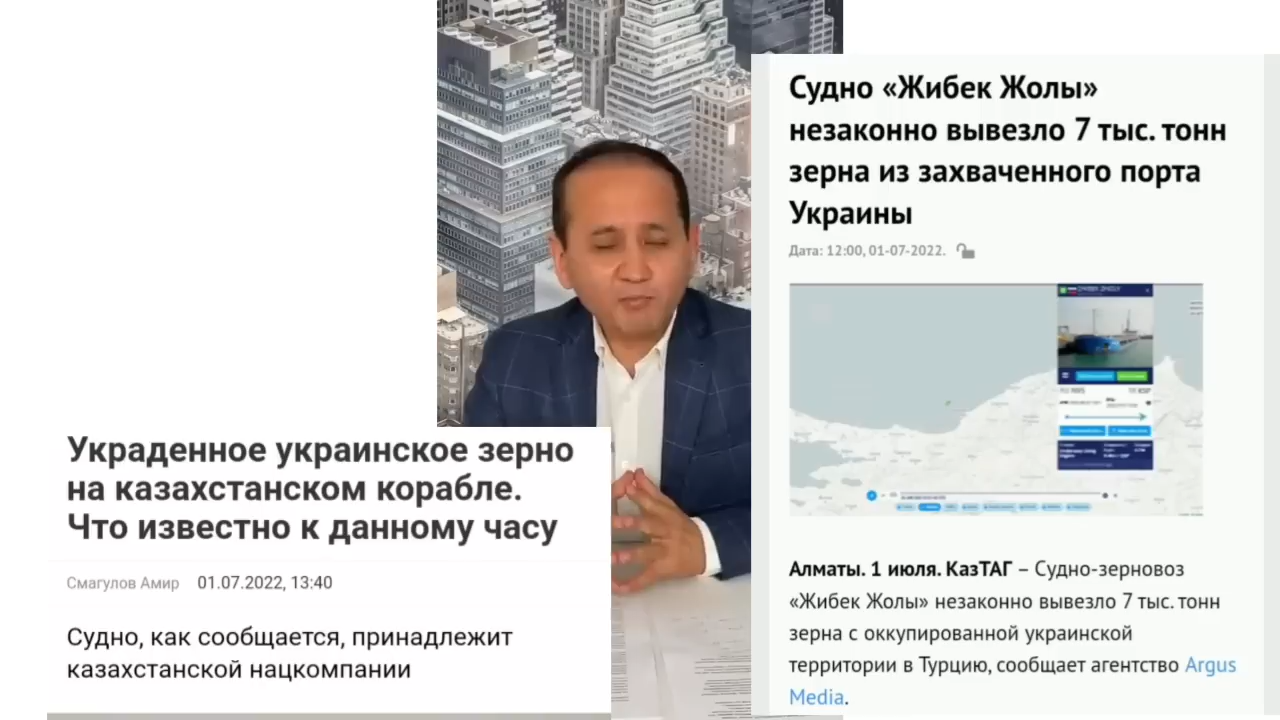 Судно «Жибек Жолы»
незаконно вывезло 7 тыс. тонн
зерна из захваченного порта
Украины
Дата: 12:00, 01-07-2022.
Алматы. 1 июля. КазТАГ – Судно-зерновоз
«Жибек Жолы» незаконно вывезло 7 тыс. тонн
зерна с оккупированной украинской
территории в Турцию, сообщает агентство Argus
Media.
Украденное украинское зерно
на казахстанском корабле.
Что известно к данному часу
Смагулов Амир 01.07.2022, 13:40
Судно, как сообщается, принадлежит
казахстанской нацкомпании